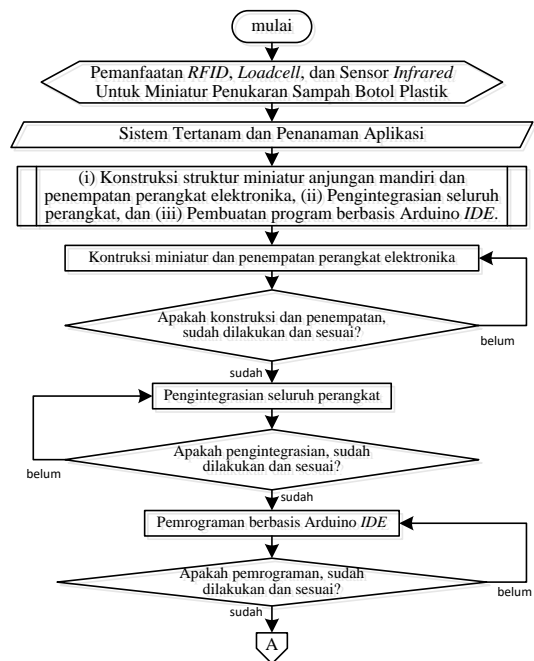 mulai
Pemanfaatan RFID, Loadcell, dan Sensor Infrared
Untuk Miniatur Penukaran Sampah Botol Plastik
Sistem Tertanam dan Penanaman Aplikasi
(i) Konstruksi struktur miniatur anjungan mandiri dan
penempatan perangkat elektronika, (ii) Pengintegrasian seluruh
perangkat, dan (iii) Pembuatan program berbasis Arduino IDE.
Kontruksi miniatur dan penempatan perangkat elektronika
Apakah konstruksi dan penempatan,
sudah dilakukan dan sesuai?
belum
sudah
Pengintegrasian seluruh perangkat
Apakah pengintegrasian, sudah
dilakukan dan sesuai?
belum
sudah
Pemrograman berbasis Arduino IDE
Apakah pemrograman, sudah
dilakukan dan sesuai?
belum
sudah
A